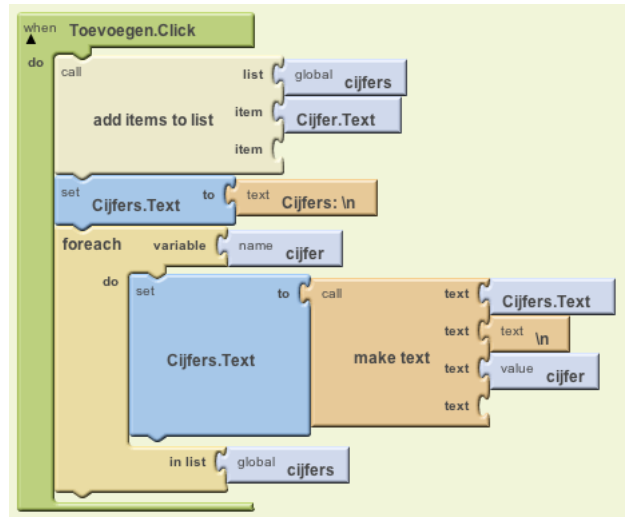 when Toevoegen.Click
do
call add items to list
list global cijfers
item Cijfer.Text
item
set Cijfers.Text to text Cijfers: \n
foreach variable name cijfer
do
set Cijfers.Text to call make text
text Cijfers.Text
text text \n
text value cijfer
text
in list global cijfers